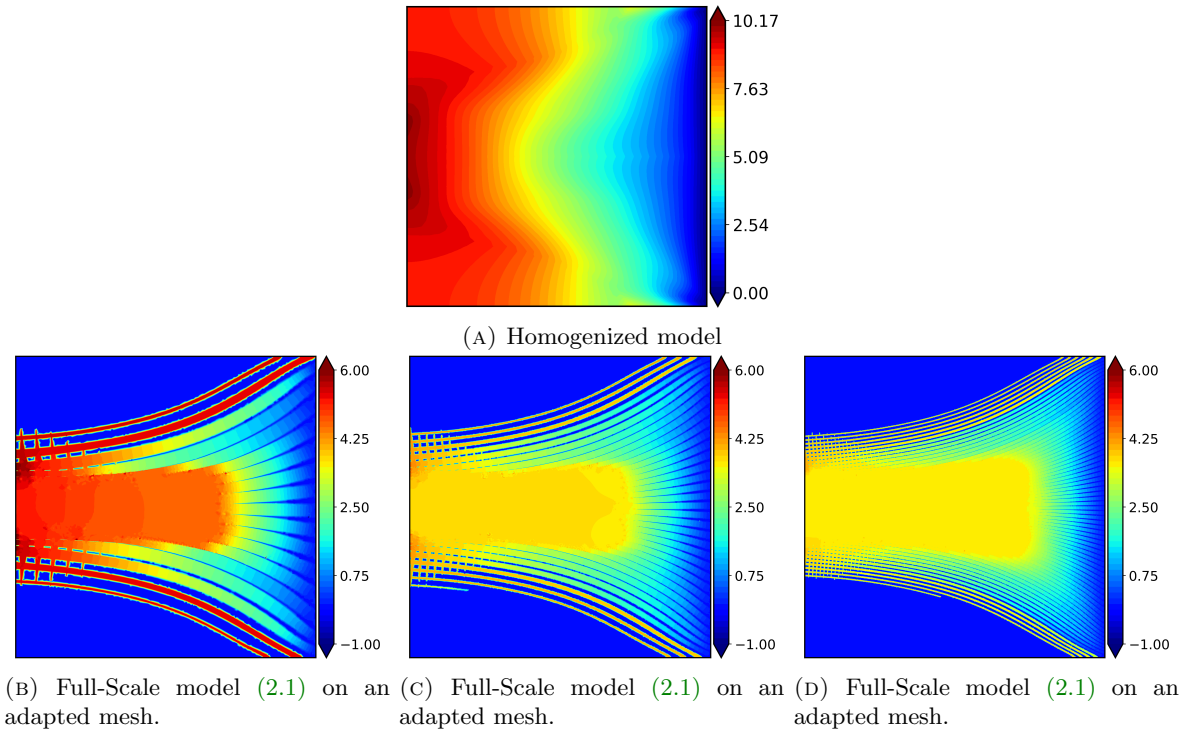 10.17
7.63
5.09
2.54
0.00
(A) Homogenized model
6.00
4.25
2.50
0.75
−1.00
6.00
4.25
2.50
0.75
−1.00
6.00
4.25
2.50
0.75
−1.00
(B) Full-Scale model (2.1) on an
adapted mesh.
(C) Full-Scale model (2.1) on an
adapted mesh.
(D) Full-Scale model (2.1) on an
adapted mesh.